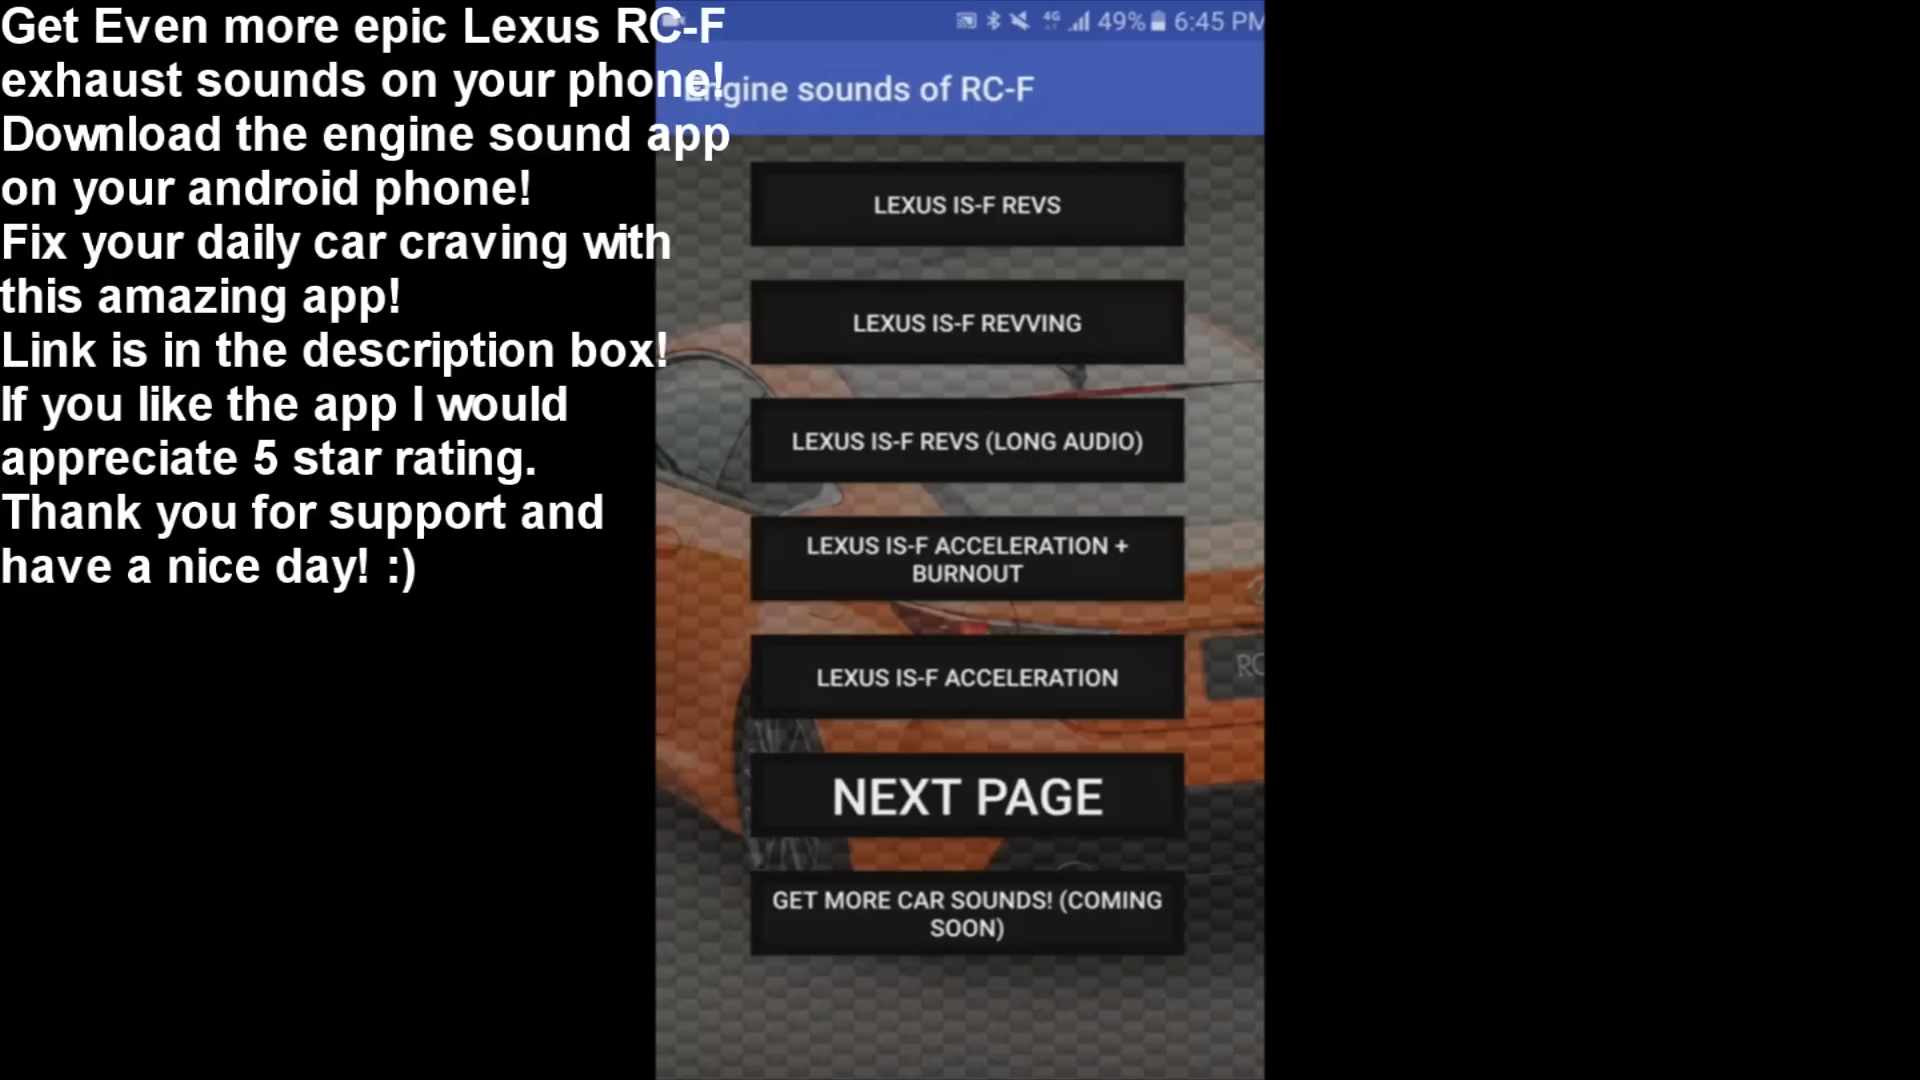 Get Even more epic Lexus RC-F
exhaust sounds on your phone!
Download the engine sound app
on your android phone!
Fix your daily car craving with
this amazing app!
Link is in the description box!
If you like the app I would
appreciate 5 star rating.
Thank you for support and
have a nice day! :)
4G 49% 6:45 PM
Engine sounds of RC-F
LEXUS IS-F REVS
LEXUS IS-F REVVING
LEXUS IS-F REVS (LONG AUDIO)
LEXUS IS-F ACCELERATION +
BURNOUT
LEXUS IS-F ACCELERATION
RC
NEXT PAGE
GET MORE CAR SOUNDS! (COMING
SOON)